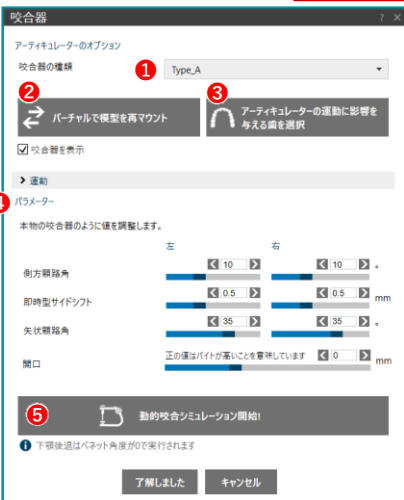 咬合器
? ×
アーティキュレーターのオプション
咬合器の種類
1
Type_A
2
バーチャルで模型を再マウント
3
アーティキュレーターの運動に影響を
与える歯を選択
咬合器を表示
運動
4
パラメーター
本物の咬合器のように値を調整します。
左
右
側方顆路角
10
10
°
即時型サイドシフト
0.5
0.5
mm
矢状顆路角
35
35
°
開口
正の値はバイトが高いことを意味しています
0
mm
5
動的咬合シミュレーション開始!
下顎後退はベネット角度が0で実行されます
了解しました
キャンセル